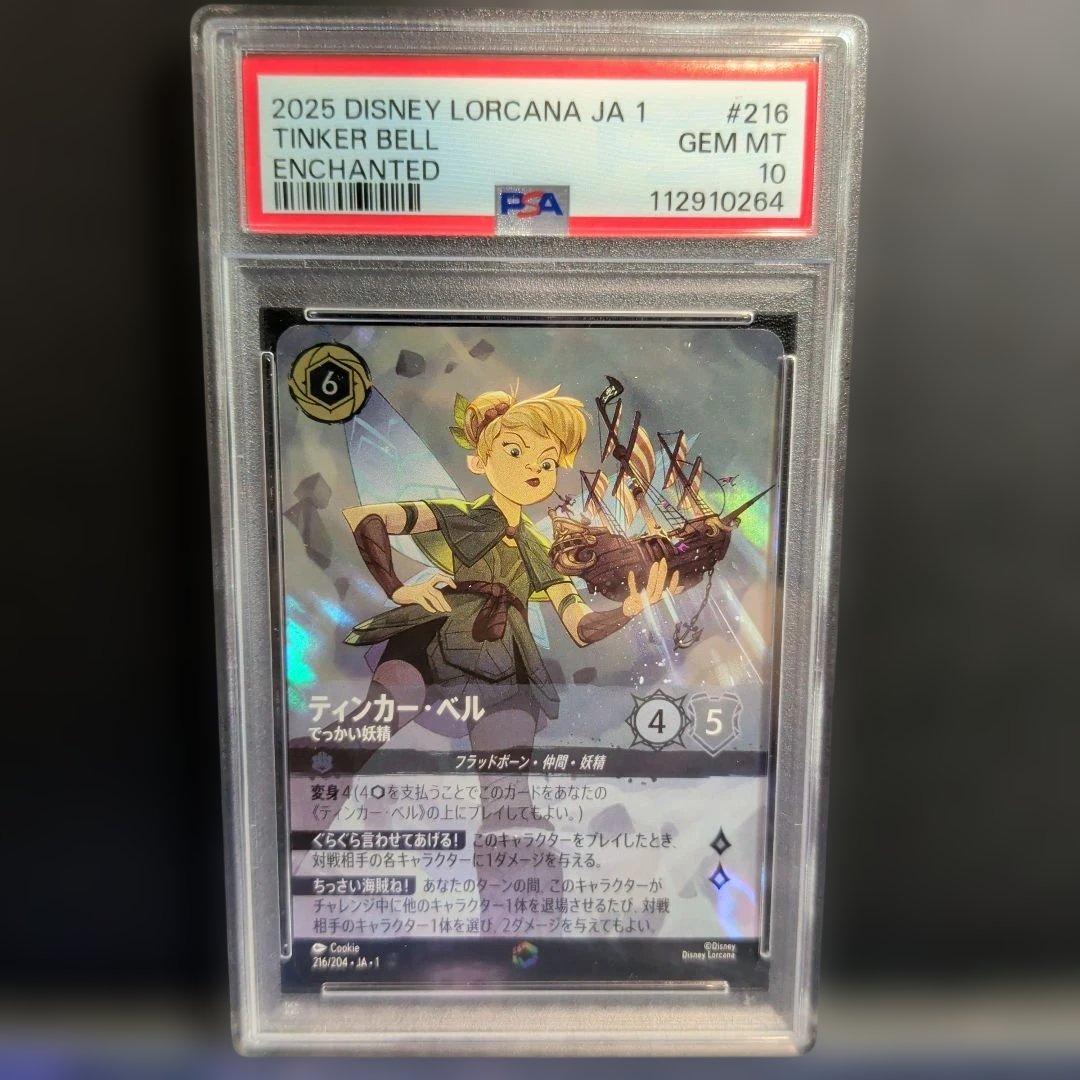 2025 DISNEY LORCANA JA 1 #216
TINKER BELL GEM MT
ENCHANTED 10
PSA 112910264
6
ティンカー・ベル
でっかい妖精
4 5
フラッドボーン・仲間・妖精
変身 4 (4⬡を支払うことでこのカードをあなたの
《ティンカー・ベル》の上にプレイしてもよい。)
ぐらぐら言わせてあげる! このキャラクターをプレイしたとき、
対戦相手の各キャラクターに1ダメージを与える。
ちっさい海賊ね! あなたのターンの間、このキャラクターが
チャレンジ中に他のキャラクター1体を退場させるたび、対戦
相手のキャラクター1体を選び、2ダメージを与えてもよい。
Cookie ©Disney
216/204・JA・1 Disney Lorcana